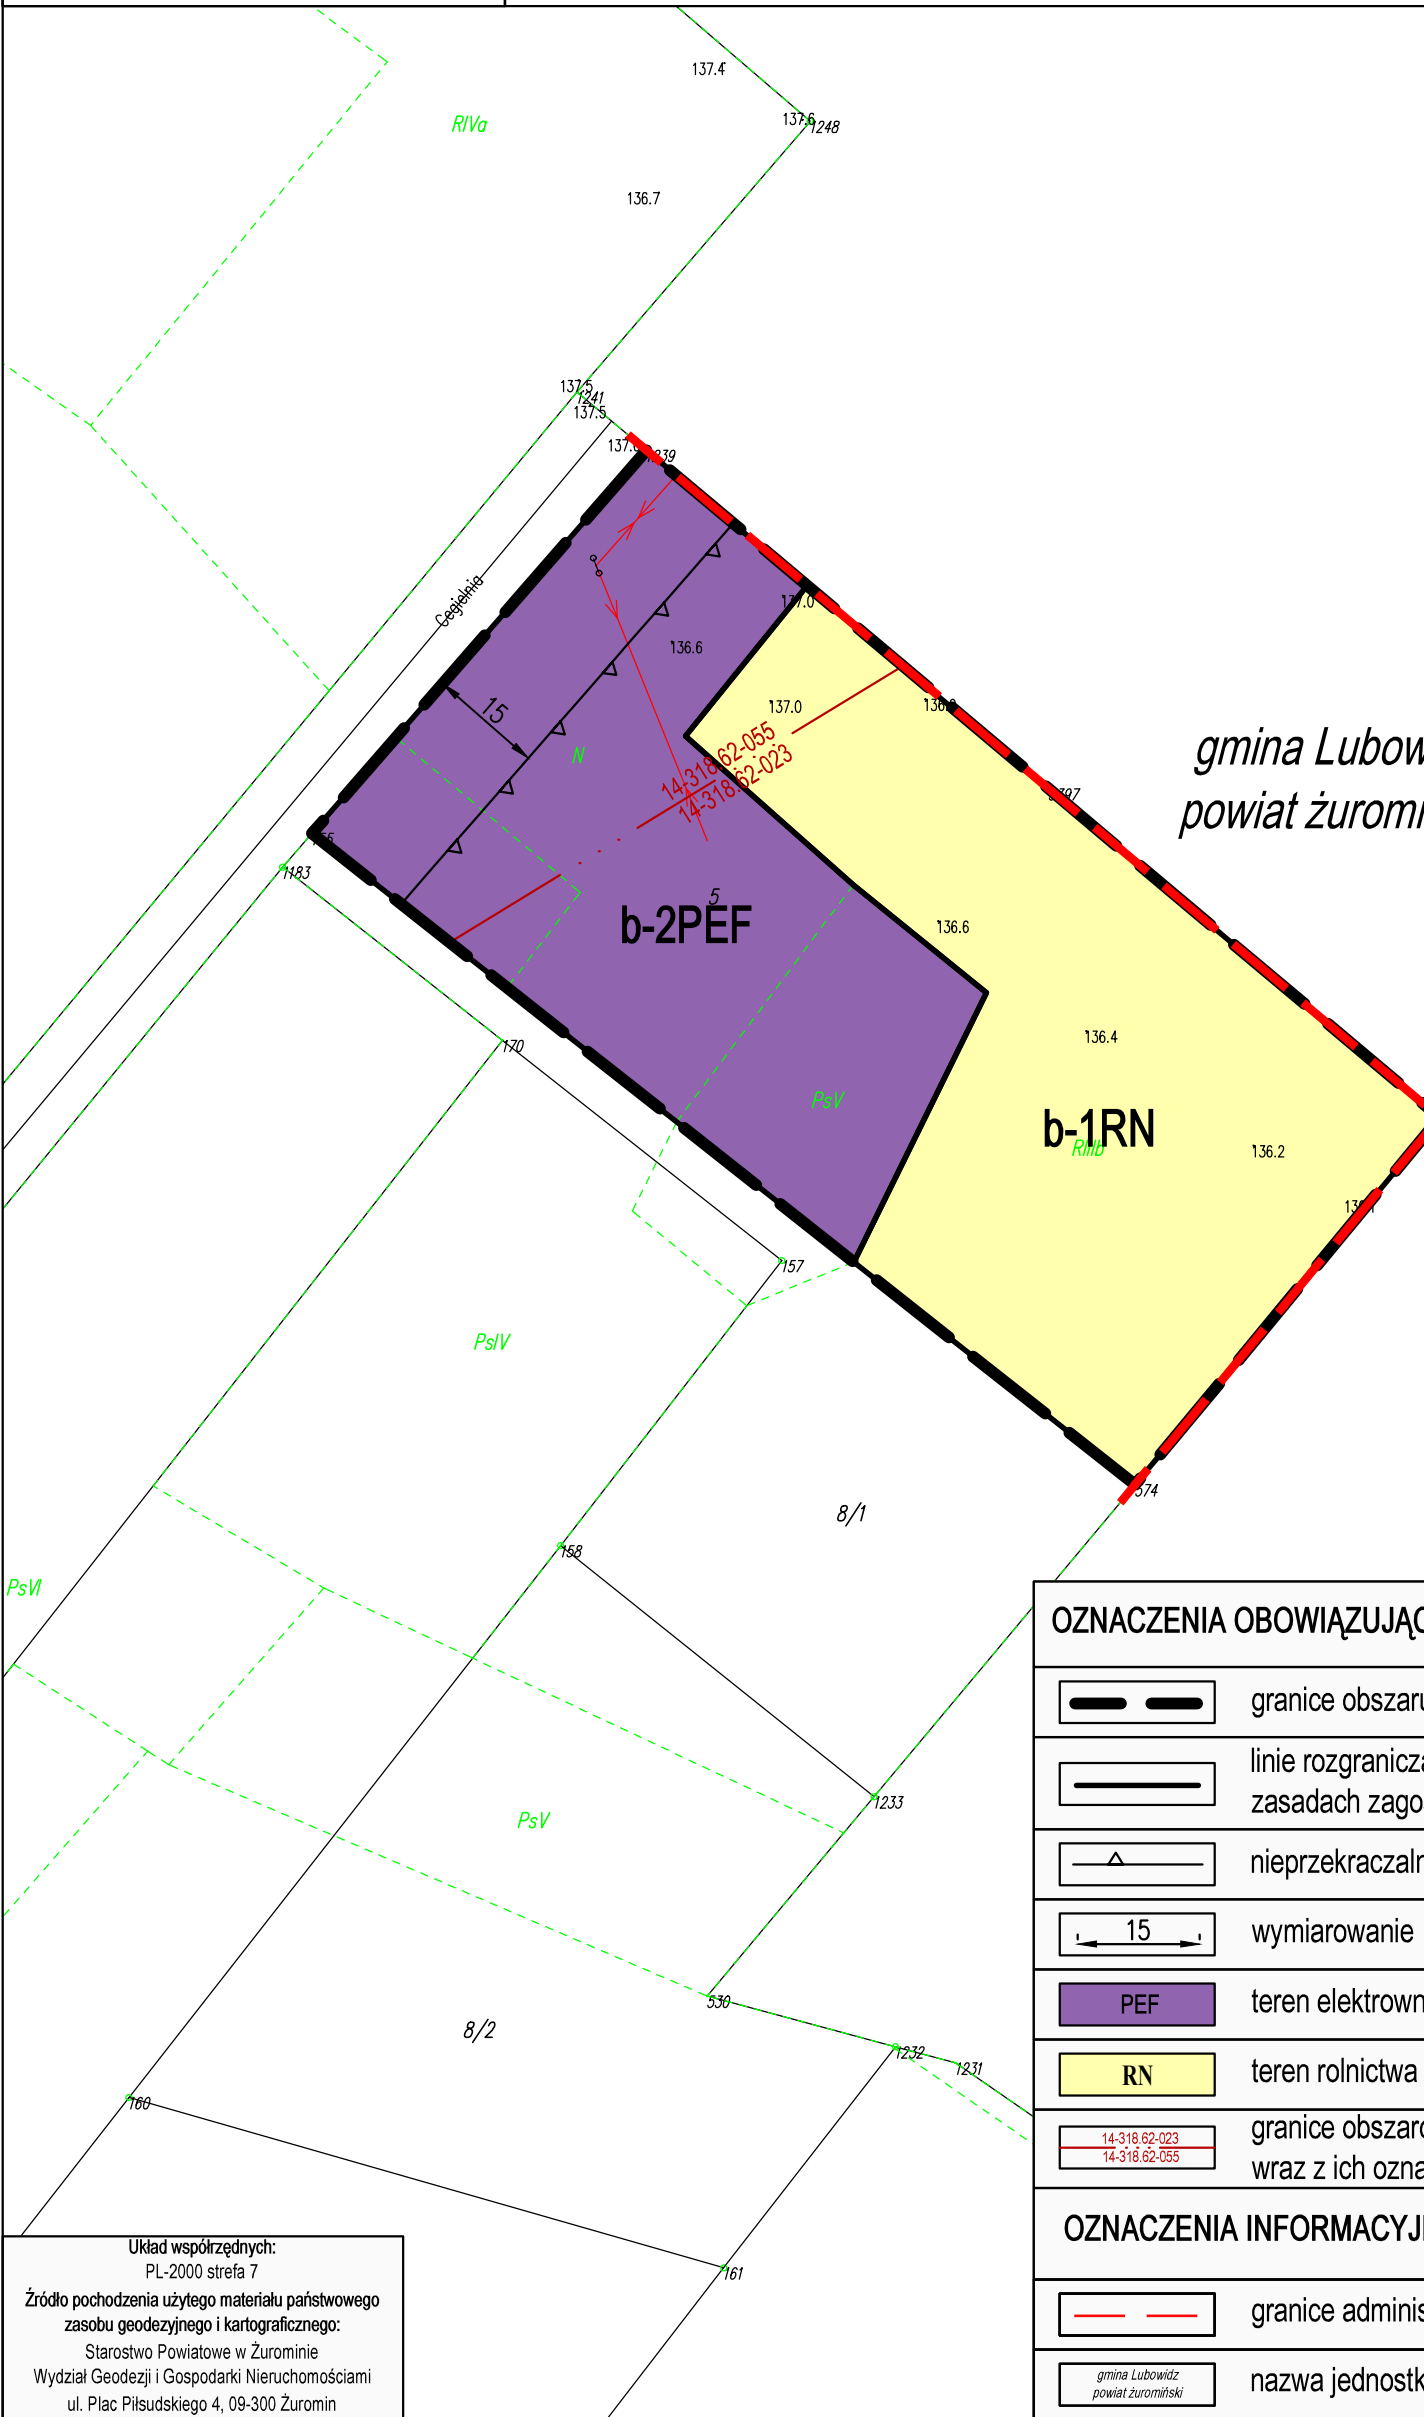 137.4
137.6
1248
RIVa
136.7
137.5
1241
137.5
Cegielnia
137.0
136.6
15
137.0
N
14-318.62-055
14-318.62-023
gmina Lubow
powiat żuromi
1183
5
b-2PEF
136.6
170
136.4
PsV
b-1RN
RIIIb
136.2
157
PsIV
574
8/1
158
PsVI
1233
PsV
530
8/2
1232
1231
160
161
OZNACZENIA OBOWIĄZUJĄC
granice obszaru
linie rozgranicza
zasadach zago
nieprzekraczaln
15 wymiarowanie
PEF teren elektrown
RN teren rolnictwa
14-318.62-023
14-318.62-055
granice obszaró
wraz z ich ozna
OZNACZENIA INFORMACYJN
granice adminis
gmina Lubowidz
powiat żuromiński
nazwa jednostk
Układ współrzędnych:
PL-2000 strefa 7
Źródło pochodzenia użytego materiału państwowego
zasobu geodezyjnego i kartograficznego:
Starostwo Powiatowe w Żurominie
Wydział Geodezji i Gospodarki Nieruchomościami
ul. Plac Piłsudskiego 4, 09-300 Żuromin